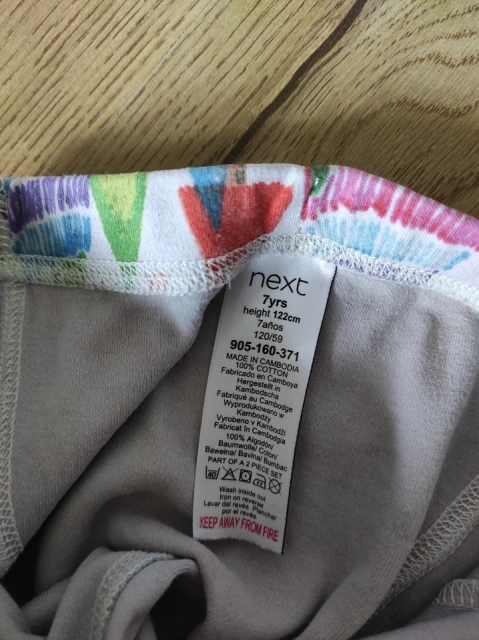 next
7yrs
height 122cm
7años
120/59
905-160-371
MADE IN CAMBODIA
100% COTTON
Fabricado en Camboya
Hergestellt in
Kambodscha
Fabriqué au Cambodge
Wyprodukowano w
Kambodży
Vyrobeno v Kambodži
Fabricat în Cambodgia
100% Algodón/
Baumwolle/ Coton/
Bawełna/ Bavlna/ Bumbac
PART OF A 2 PIECE SET
40
Wash inside out
Iron on reverse
Lavar del revés. Planchar
por el revés.
KEEP AWAY FROM FIRE